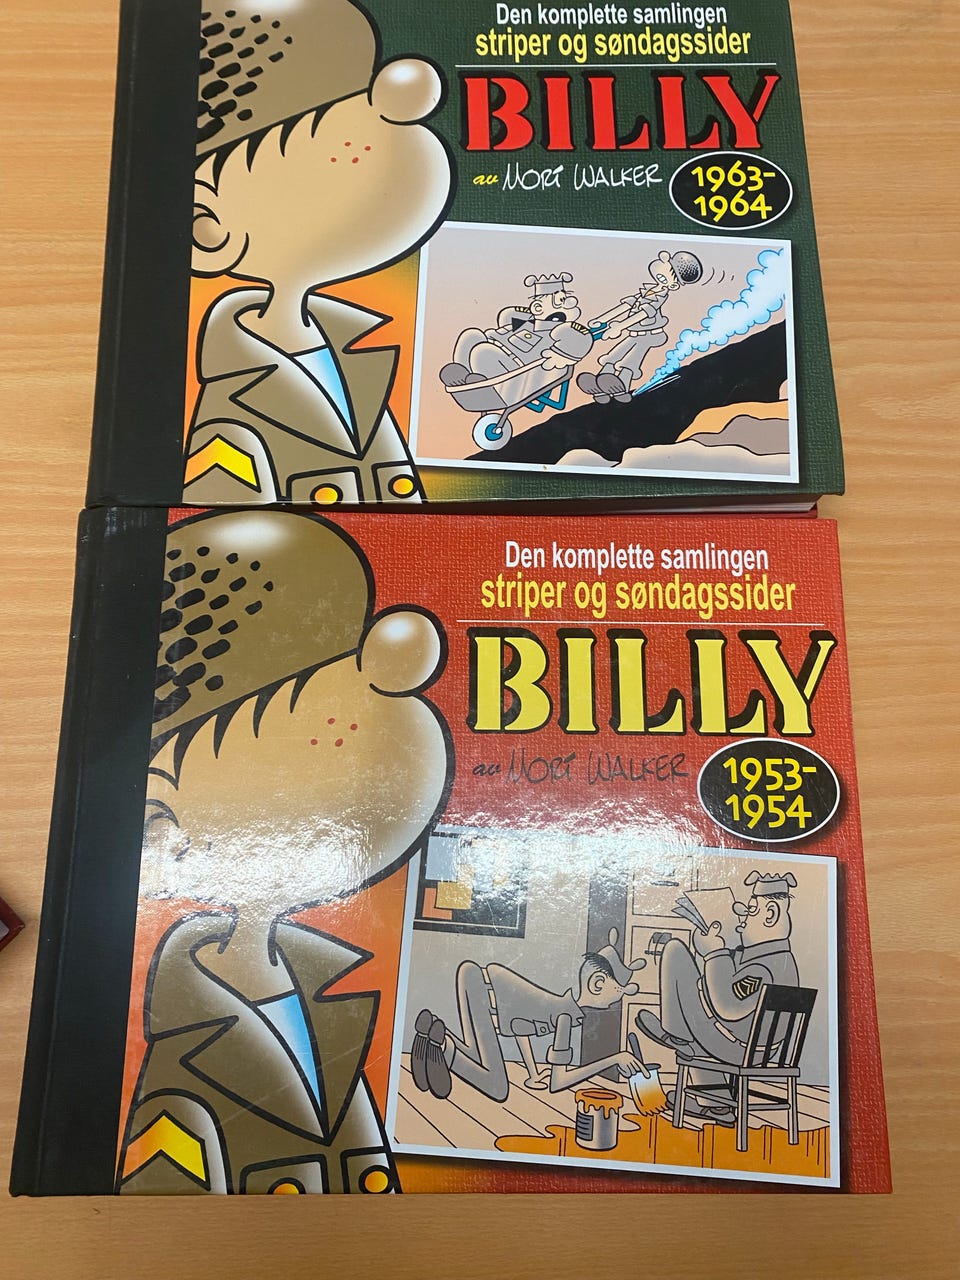 Den komplette samlingen
striper og søndagssider
BILLY
av MORT WALKER
1963-
1964
Den komplette samlingen
striper og søndagssider
BILLY
av MORT WALKER
1953-
1954